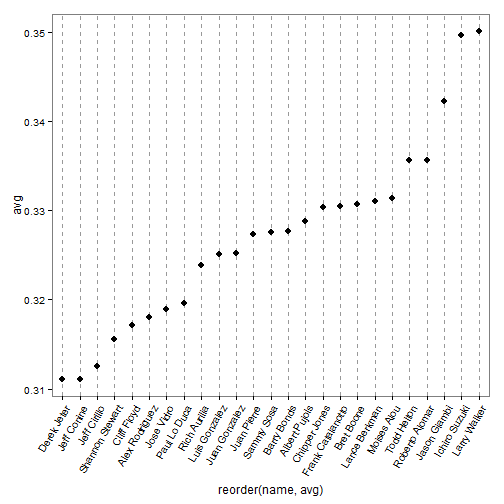 0.35
0.34
0.33
0.32
0.31
avg
Derek Jeter
Jeff Conine
Jeff Cirillo
Shannon Stewart
Cliff Floyd
Alex Rodriguez
Jose Vidro
Paul Lo Duca
Rich Aurilia
Luis Gonzalez
Juan Gonzalez
Juan Pierre
Sammy Sosa
Barry Bonds
Albert Pujols
Chipper Jones
Frank Catalanotto
Bret Boone
Lance Berkman
Moises Alou
Todd Helton
Roberto Alomar
Jason Giambi
Ichiro Suzuki
Larry Walker
reorder(name, avg)